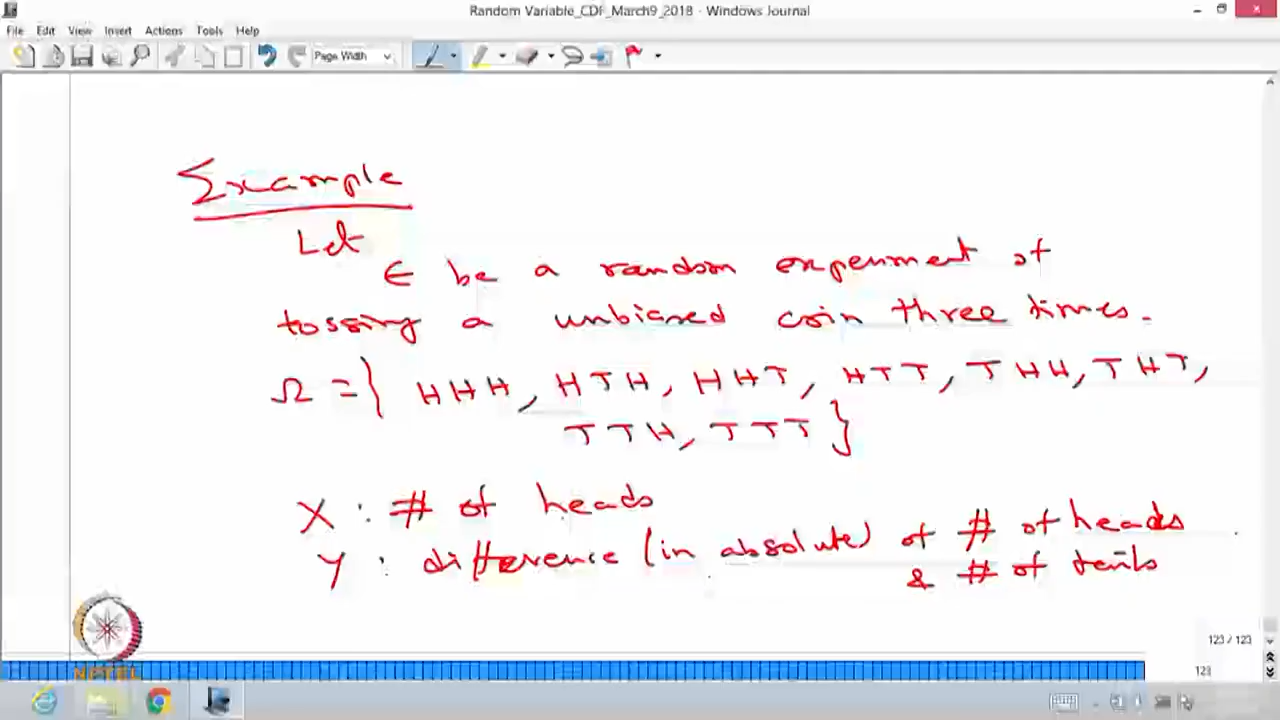 Random Variable_CDF_March9_2018 - Windows Journal
File Edit View Insert Actions Tools Help
Page Width
Example
Let
E be a random experiment of
tossing a unbiased coin three times.
Ω = { HHH, HTH, HHT, HTT, THH, THT,
TTH, TTT }
X : # of heads
Y : difference (in absolute) of # of heads
& # of tails
NPTEL
123 / 123
123